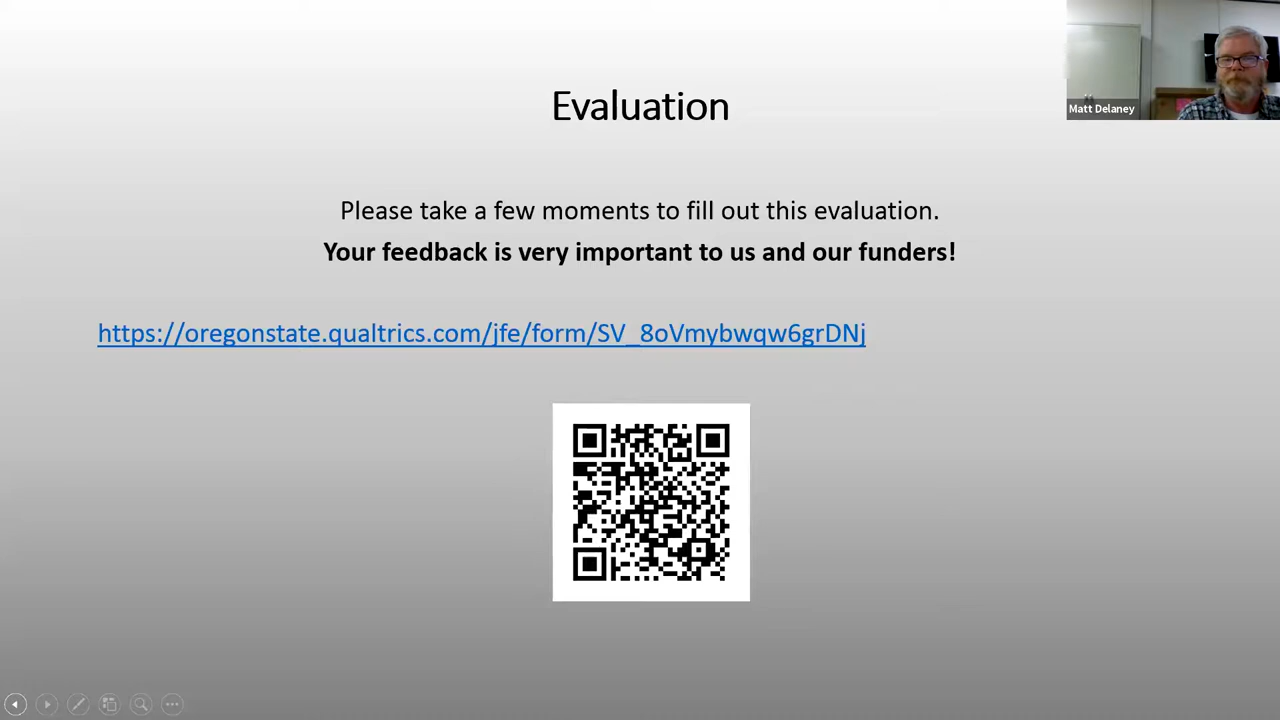 Matt Delaney
Evaluation
Please take a few moments to fill out this evaluation.
Your feedback is very important to us and our funders!
https://oregonstate.qualtrics.com/jfe/form/SV_8oVmybwqw6grDNj